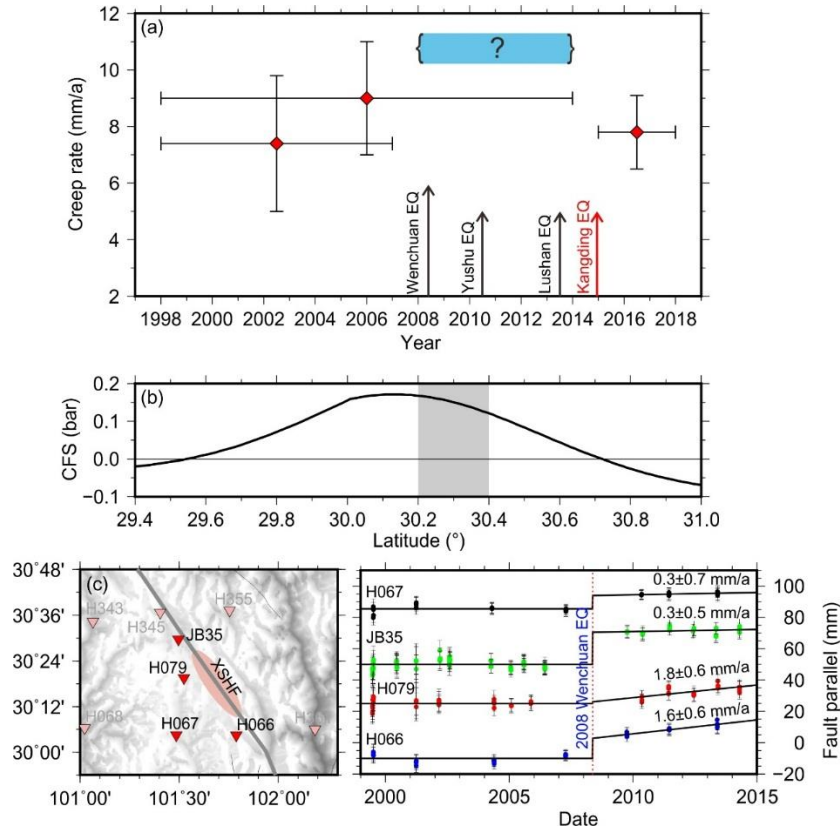 (a)
Creep rate (mm/a)
12
10
8
6
4
2
{ ? }
Wenchuan EQ
Yushu EQ
Lushan EQ
Kangding EQ
1998 2000 2002 2004 2006 2008 2010 2012 2014 2016 2018
Year
(b)
CFS (bar)
0.2
0.1
0.0
−0.1
29.4 29.6 29.8 30.0 30.2 30.4 30.6 30.8 31.0
Latitude (°)
(c)
30°48'
30°36'
30°24'
30°12'
30°00'
H343
H345
H355
JB35
H079
XSHF
H068
H067
H066
101°00' 101°30' 102°00'
H067
0.3±0.7 mm/a
JB35
0.3±0.5 mm/a
H079
1.8±0.6 mm/a
H066
1.6±0.6 mm/a
2008 Wenchuan EQ
100
80
60
40
20
0
−20
Fault parallel (mm)
2000 2005 2010 2015
Date